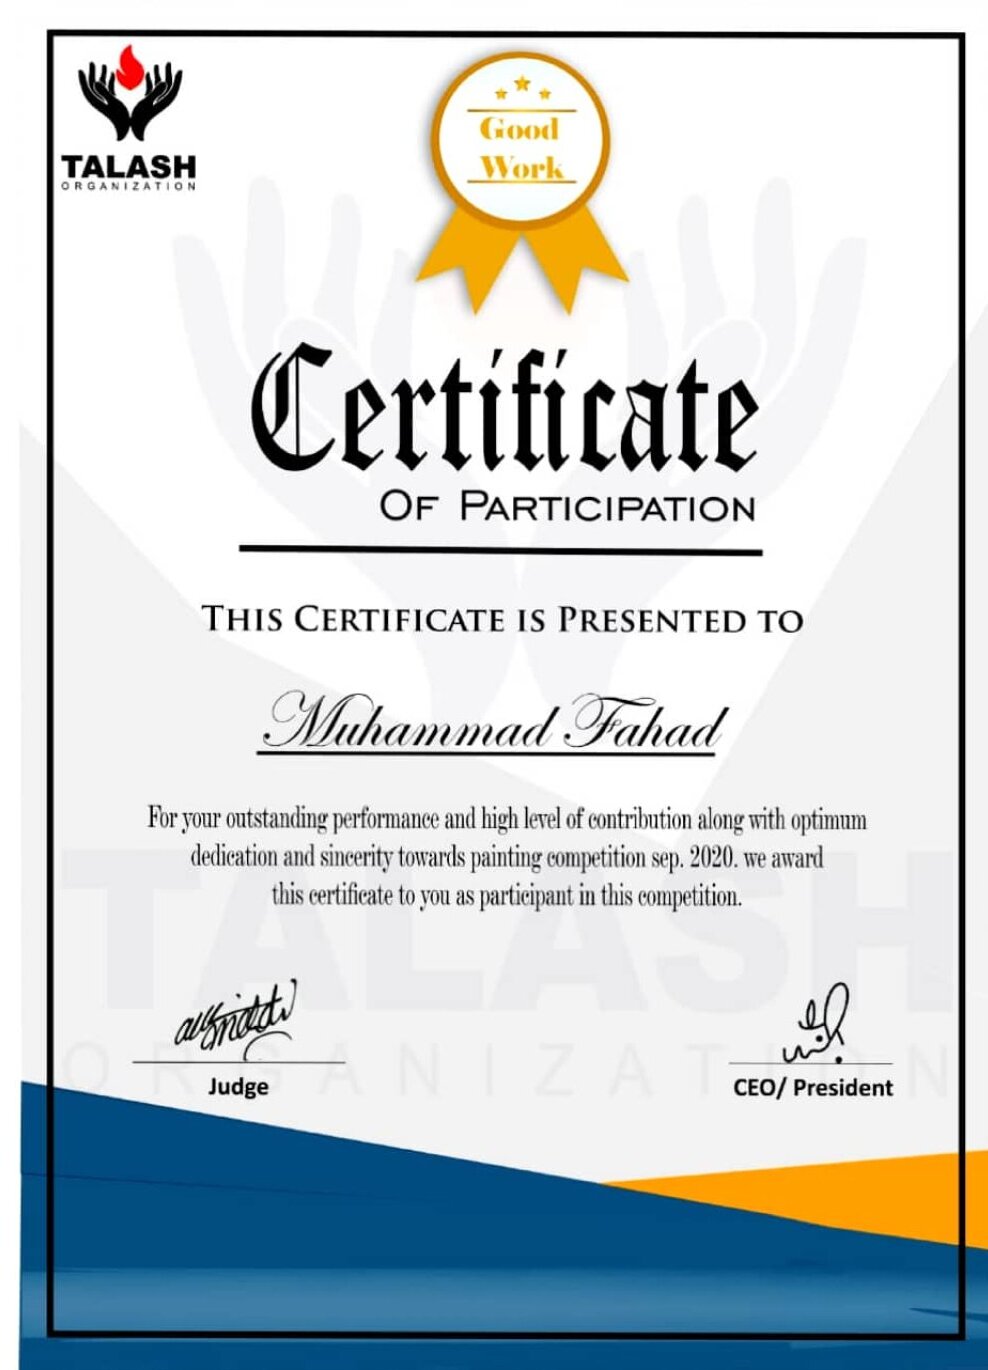 TALASH
ORGANIZATION
Good
Work
Certificate
OF PARTICIPATION
THIS CERTIFICATE IS PRESENTED TO
Muhammad Fahad
For your outstanding performance and high level of contribution along with optimum
dedication and sincerity towards painting competition sep. 2020. we award
this certificate to you as participant in this competition.
TALASH
ORGANIZATION
Judge
CEO/ President